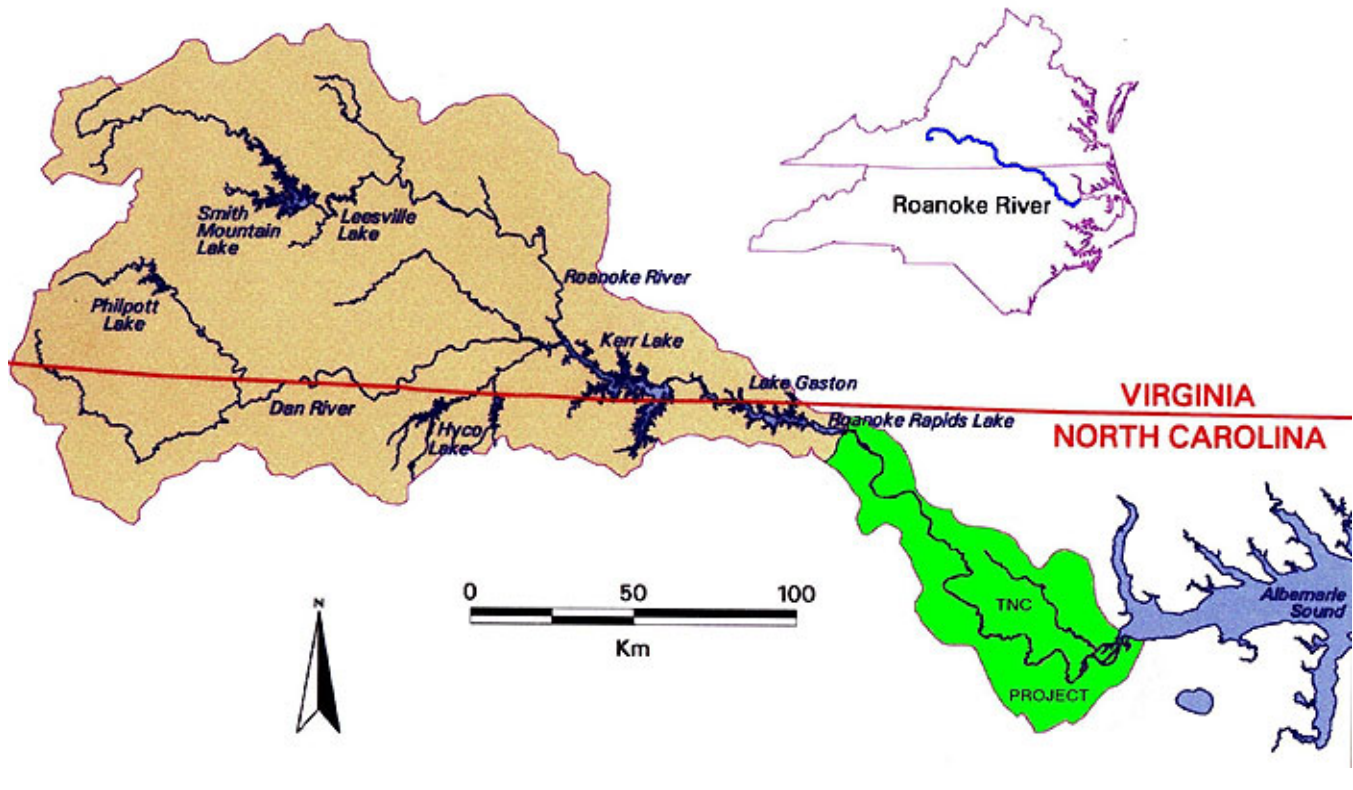 Roanoke River
Smith
Mountain
Lake
Leesville
Lake
Roanoke River
Philpott
Lake
Kerr Lake
Lake Gaston
VIRGINIA
Dan River
Roanoke Rapids Lake
NORTH CAROLINA
Hyco
Lake
N
0 50 100
Km
TNC
PROJECT
Albemarle
Sound